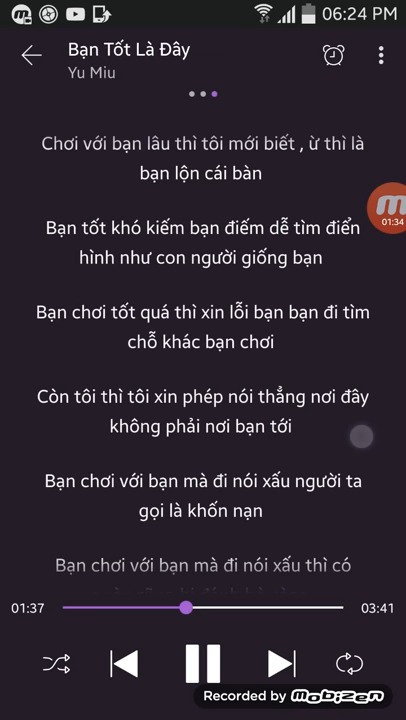 06:24 PM
Bạn Tốt Là Đây
Yu Miu
Chơi với bạn lâu thì tôi mới biết , ừ thì là
bạn lộn cái bàn
Bạn tốt khó kiếm bạn điếm dễ tìm điển
hình như con người giống bạn
01:34
Bạn chơi tốt quá thì xin lỗi bạn bạn đi tìm
chỗ khác bạn chơi
Còn tôi thì tôi xin phép nói thẳng nơi đây
không phải nơi bạn tới
Bạn chơi với bạn mà đi nói xấu người ta
gọi là khốn nạn
Bạn chơi với bạn mà đi nói xấu thì có
01:37
03:41
Recorded by mobizen